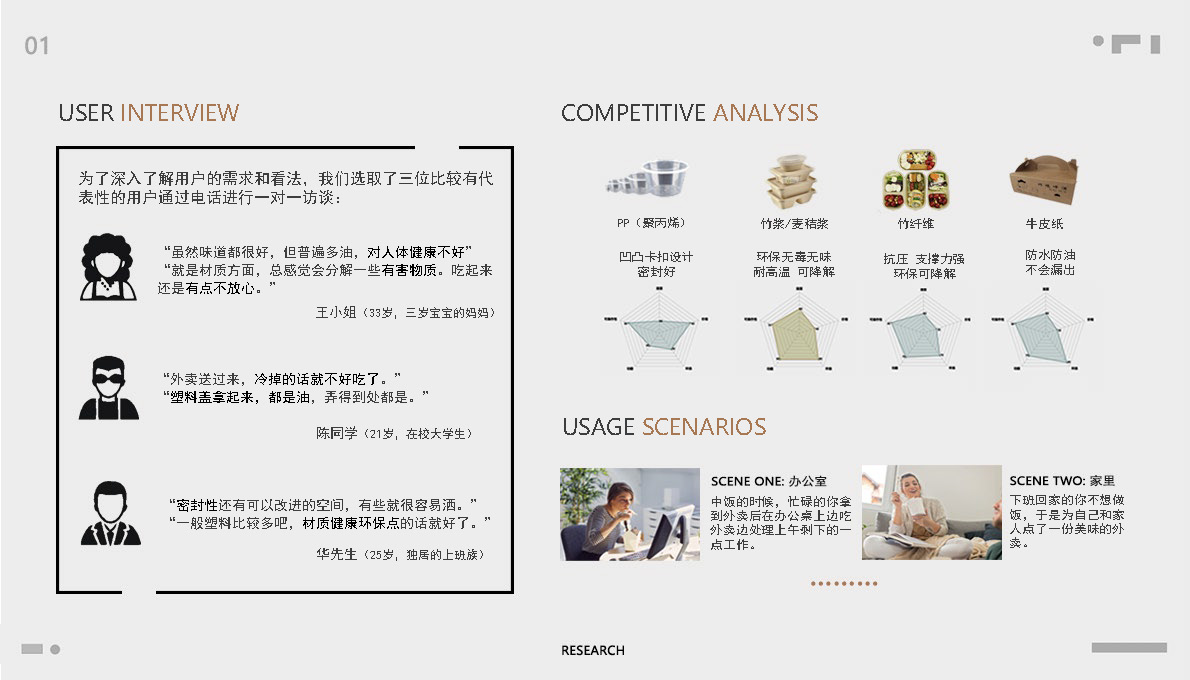 01
USER INTERVIEW
为了深入了解用户的需求和看法，我们选取了三位比较有代
表性的用户通过电话进行一对一访谈：
“虽然味道都很好，但普遍多油，对人体健康不好”
“就是材质方面，总感觉会分解一些有害物质。吃起来
还是有点不放心。”
王小姐（33岁，三岁宝宝的妈妈）
“外卖送过来，冷掉的话就不好吃了。”
“塑料盖拿起来，都是油，弄得到处都是。”
陈同学（21岁，在校大学生）
“密封性还有可以改进的空间，有些就很容易洒。”
“一般塑料比较多吧，材质健康环保点的话就好了。”
华先生（25岁，独居的上班族）
COMPETITIVE ANALYSIS
PP（聚丙烯）
竹浆/麦秸浆
竹纤维
牛皮纸
凹凸卡扣设计
密封好
环保无毒无味
耐高温 可降解
抗压 支撑力强
环保可降解
防水防油
不会漏出
USAGE SCENARIOS
SCENE ONE: 办公室
中饭的时候，忙碌的你拿
到外卖后在办公桌上边吃
外卖边处理上午剩下的一
点工作。
SCENE TWO: 家里
下班回家的你不想做
饭，于是为自己和家
人点了一份美味的外
卖。
RESEARCH